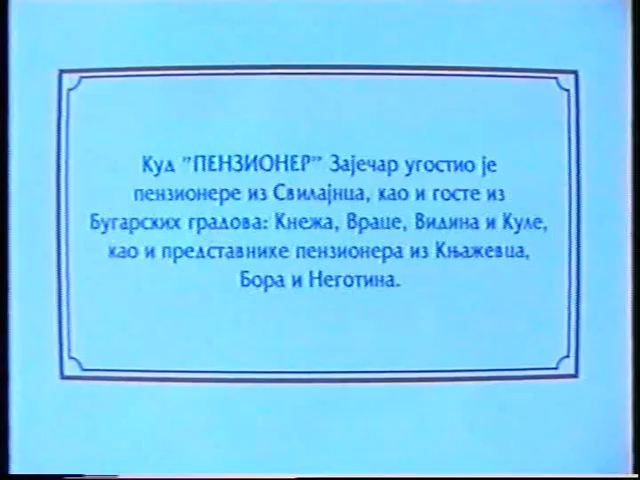 Куд "ПЕНЗИОНЕР" Зајечар угостио је
пензионере из Свилајнца, као и госте из
Бугарских градова: Кнежа, Враце, Видина и Куле,
као и представнике пензионера из Књажевца,
Бора и Неготина.